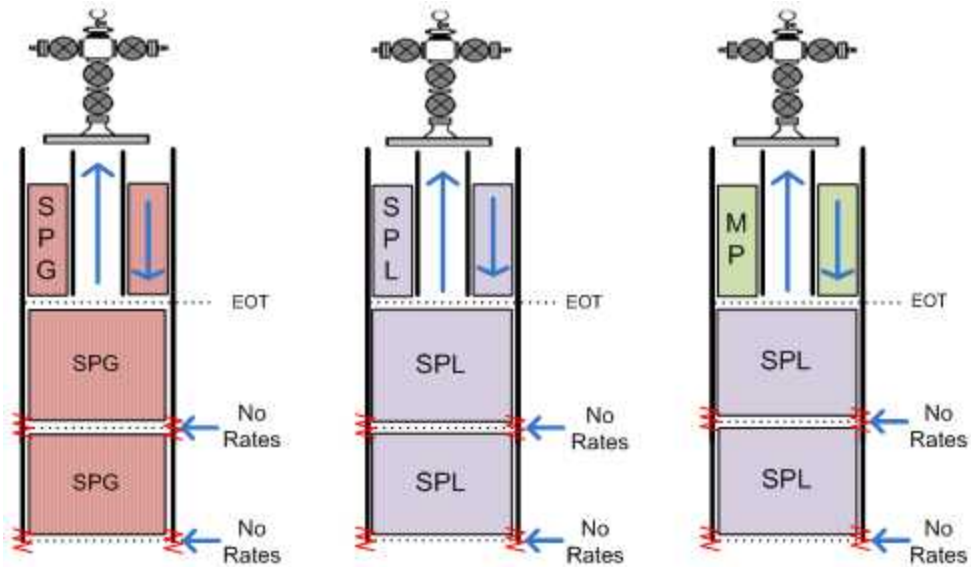 S
P
G
EOT
SPG
No
Rates
SPG
No
Rates
S
P
L
EOT
SPL
No
Rates
SPL
No
Rates
M
P
EOT
SPL
No
Rates
SPL
No
Rates